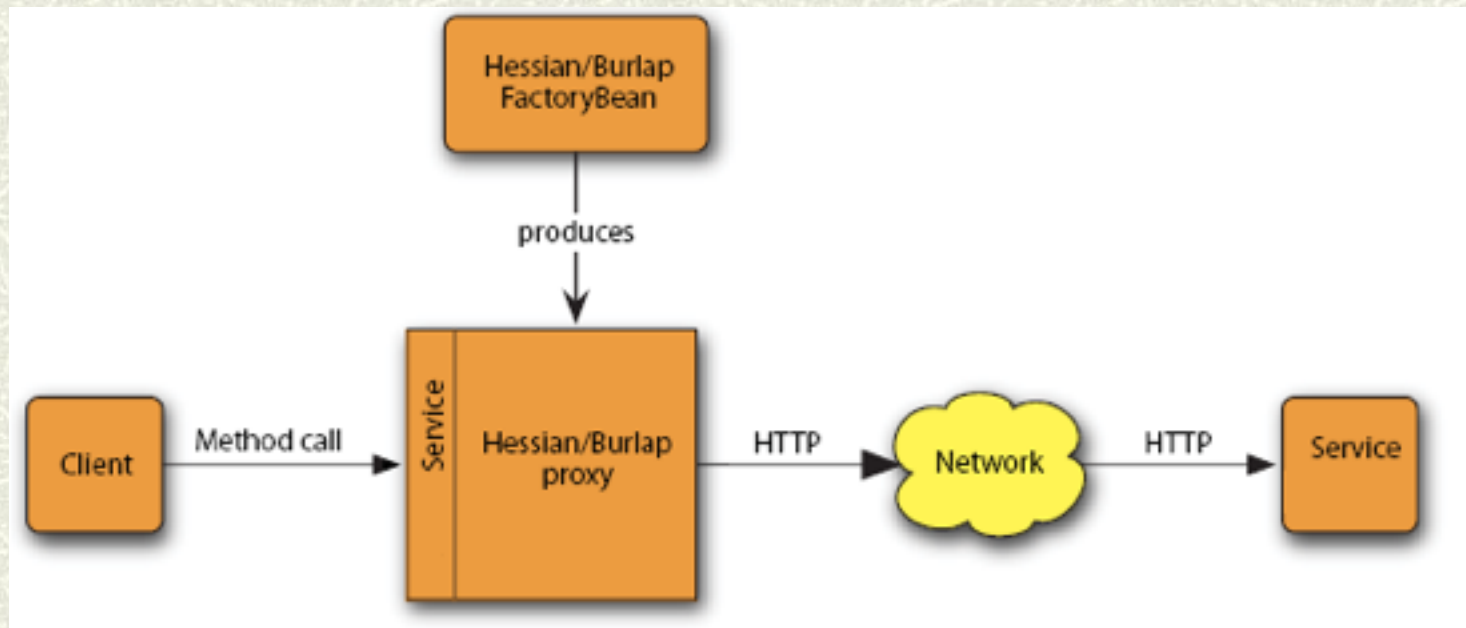 Hessian/Burlap
FactoryBean
produces
Client
Method call
Service
Hessian/Burlap
proxy
HTTP
Network
HTTP
Service